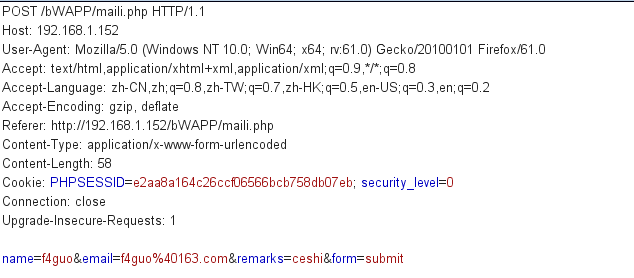 POST /bWAPP/maili.php HTTP/1.1
Host: 192.168.1.152
User-Agent: Mozilla/5.0 (Windows NT 10.0; Win64; x64; rv:61.0) Gecko/20100101 Firefox/61.0
Accept: text/html,application/xhtml+xml,application/xml;q=0.9,*/*;q=0.8
Accept-Language: zh-CN,zh;q=0.8,zh-TW;q=0.7,zh-HK;q=0.5,en-US;q=0.3,en;q=0.2
Accept-Encoding: gzip, deflate
Referer: http://192.168.1.152/bWAPP/maili.php
Content-Type: application/x-www-form-urlencoded
Content-Length: 58
Cookie: PHPSESSID=e2aa8a164c26ccf06566bcb758db07eb; security_level=0
Connection: close
Upgrade-Insecure-Requests: 1
name=f4guo&email=f4guo%40163.com&remarks=ceshi&form=submit